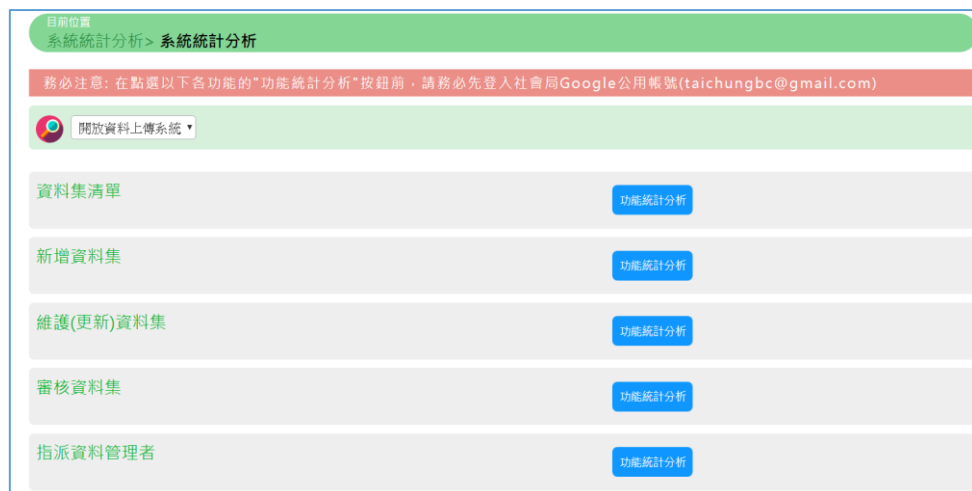 目前位置
系統統計分析> 系統統計分析
務必注意: 在點選以下各功能的"功能統計分析"按鈕前，請務必先登入社會局Google公用帳號(taichungbc@gmail.com)
開放資料上傳系統
資料集清單 功能統計分析
新增資料集 功能統計分析
維護(更新)資料集 功能統計分析
審核資料集 功能統計分析
指派資料管理者 功能統計分析